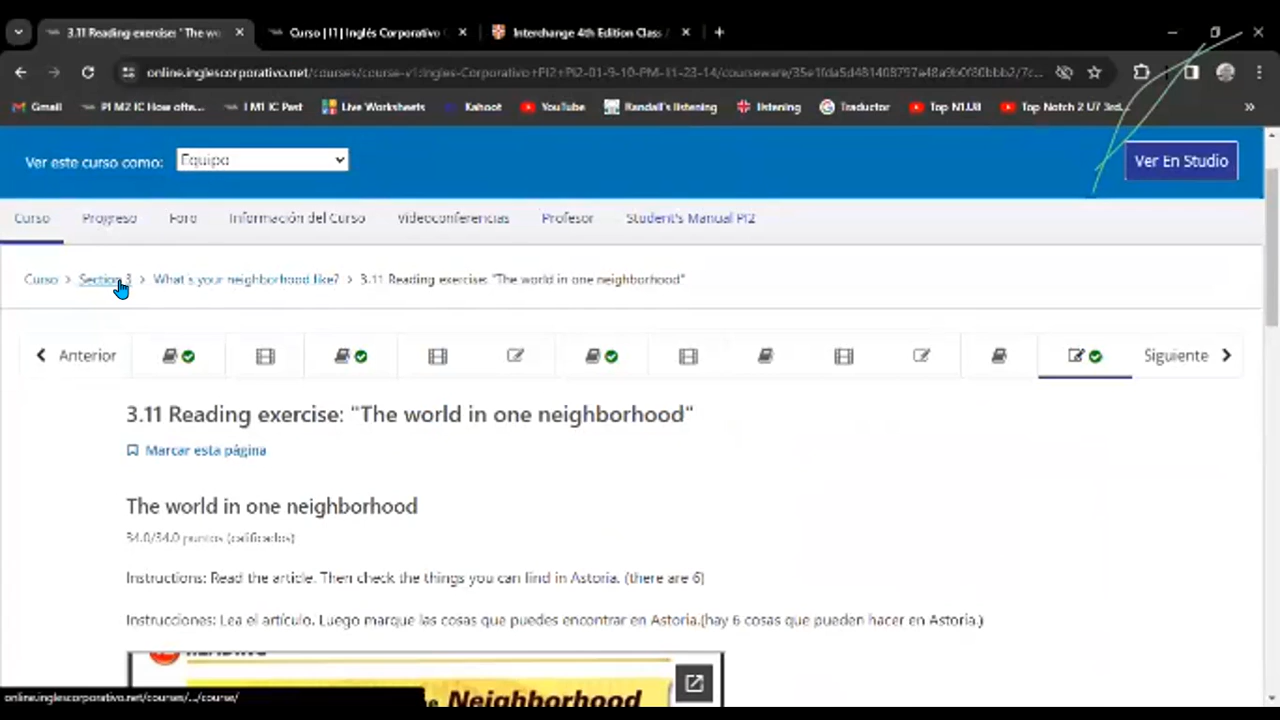 3.11 Reading exercise: "The wo
Curso | I1 | Inglés Corporativo
Interchange 4th Edition Class
online.inglescorporativo.net/courses/course-v1:Ingles-Corporativo+PI2+PI2-01-9-10-PM-11-23-14/courseware/
Gmail
PI M2 IC How ofte...
I M1 IC Past
Live Worksheets
Kahoot
YouTube
Randall's listening
listening
Traductor
Top N1.U8
Top Notch 2 U7 3rd...
»
Ver este curso como:
Equipo
Ver En Studio
Curso
Progreso
Foro
Información del Curso
Videoconferencias
Profesor
Student's Manual PI2
Curso > Section 3 > What's your neighborhood like? > 3.11 Reading exercise: "The world in one neighborhood"
Anterior
Siguiente
3.11 Reading exercise: "The world in one neighborhood"
Marcar esta página
The world in one neighborhood
34.0/34.0 puntos (calificados)
Instructions: Read the article. Then check the things you can find in Astoria. (there are 6)
Instrucciones: Lea el artículo. Luego marque las cosas que puedes encontrar en Astoria.(hay 6 cosas que pueden hacer en Astoria.)
Neighborhood
online.inglescorporativo.net/courses/.../course/